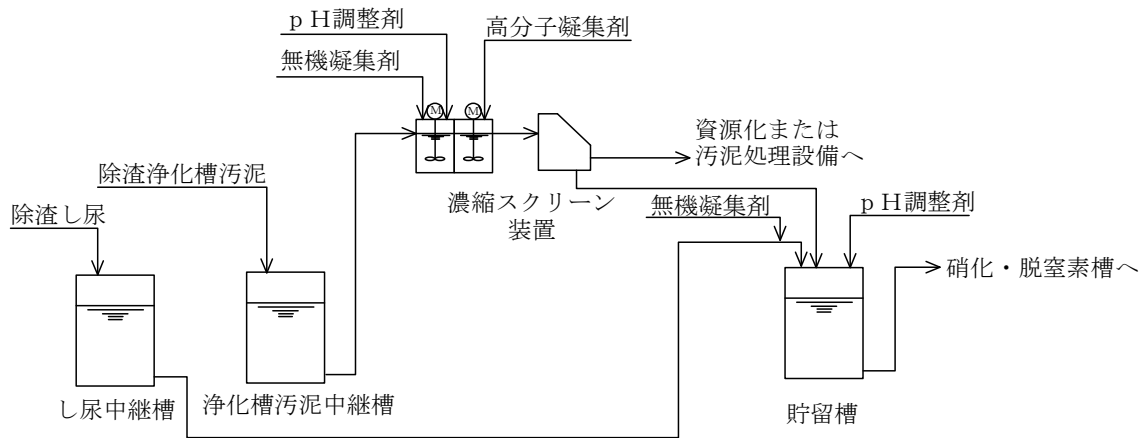 ｐＨ調整剤
高分子凝集剤
無機凝集剤
M
M
資源化または
汚泥処理設備へ
除渣浄化槽汚泥
濃縮スクリーン
装置
無機凝集剤
ｐＨ調整剤
除渣し尿
硝化・脱窒素槽へ
し尿中継槽
浄化槽汚泥中継槽
貯留槽